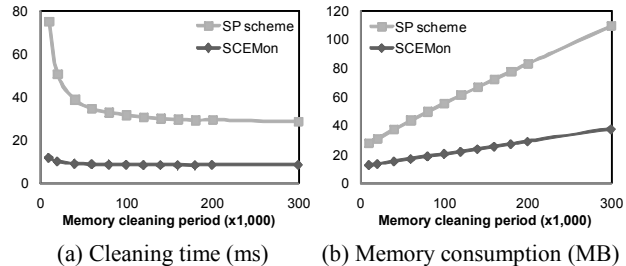 80
60
40
20
0
SP scheme
SCEMon
0 100 200 300
Memory cleaning period (x1,000)
(a) Cleaning time (ms)
120
100
80
60
40
20
0
SP scheme
SCEMon
0 100 200 300
Memory cleaning period (x1,000)
(b) Memory consumption (MB)